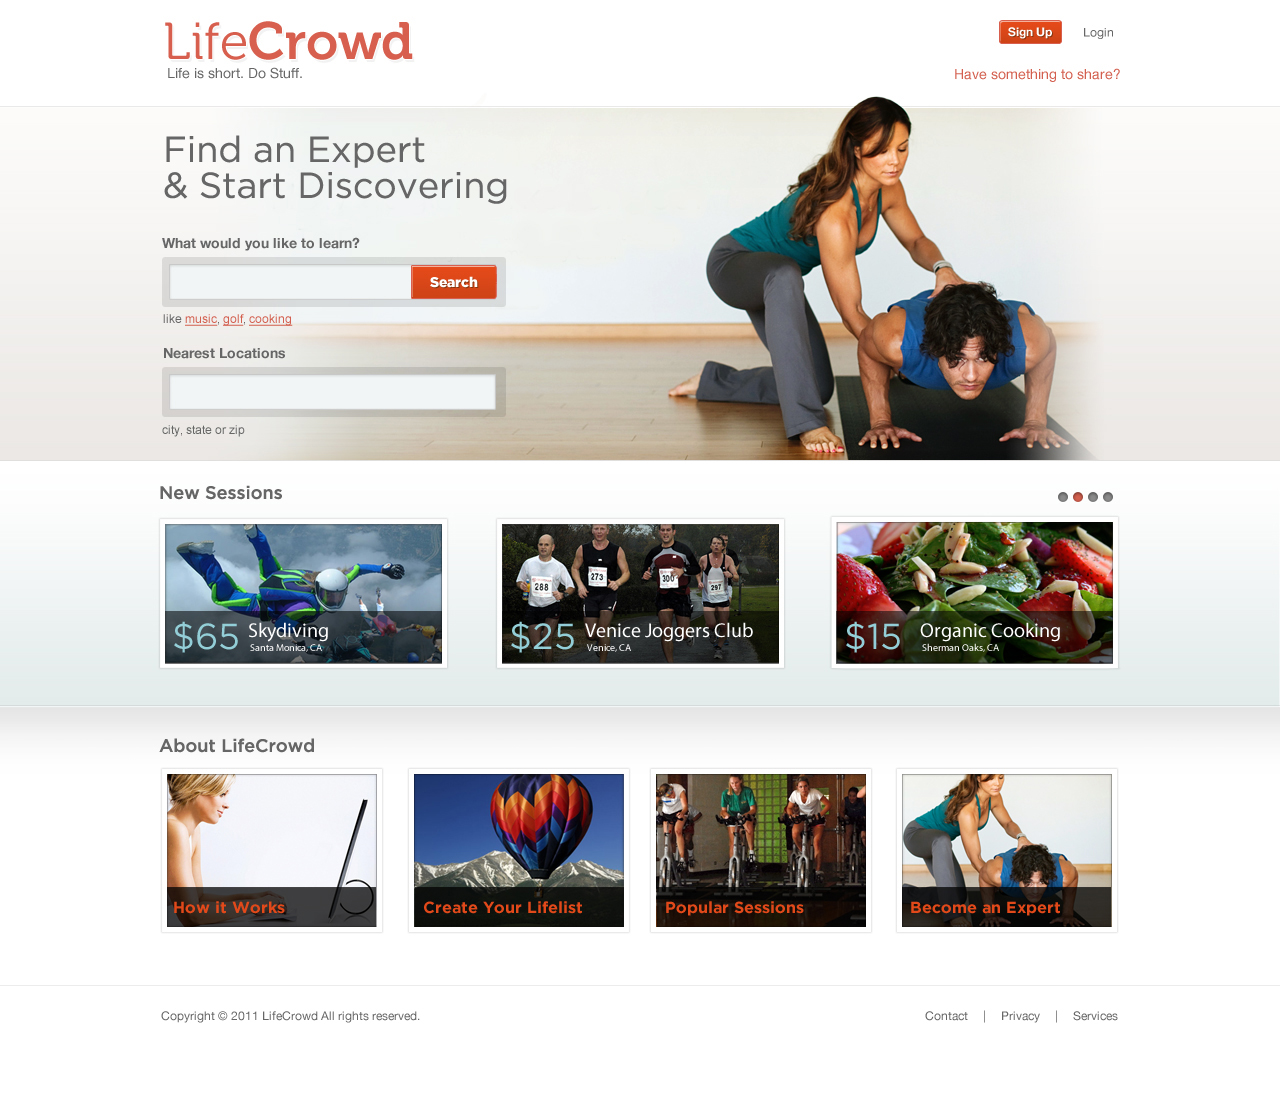 LifeCrowd
Life is short. Do Stuff.
Sign Up
Login
Have something to share?
Find an Expert
& Start Discovering
What would you like to learn?
Search
like music, golf, cooking
Nearest Locations
city, state or zip
New Sessions
288
273
300
297
$65 Skydiving
Santa Monica, CA
$25 Venice Joggers Club
Venice, CA
$15 Organic Cooking
Sherman Oaks, CA
About LifeCrowd
How it Works
Create Your Lifelist
Popular Sessions
Become an Expert
Copyright © 2011 LifeCrowd All rights reserved.
Contact | Privacy | Services